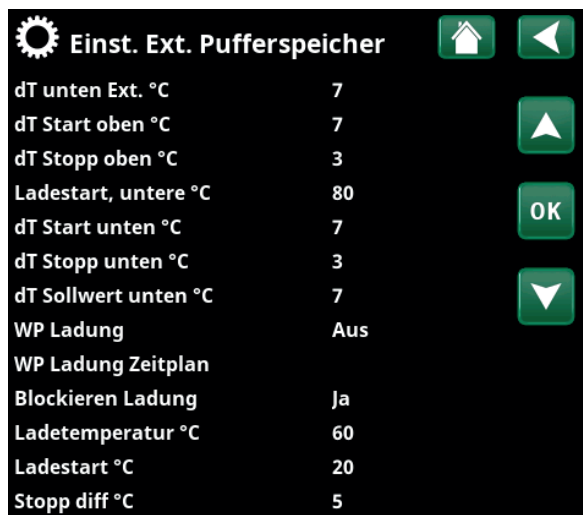 Einst. Ext. Pufferspeicher
dT unten Ext. °C 7
dT Start oben °C 7
dT Stopp oben °C 3
Ladestart, untere °C 80
OK
dT Start unten °C 7
dT Stopp unten °C 3
dT Sollwert unten °C 7
WP Ladung Aus
WP Ladung Zeitplan
Blockieren Ladung Ja
Ladetemperatur °C 60
Ladestart °C 20
Stopp diff °C 5